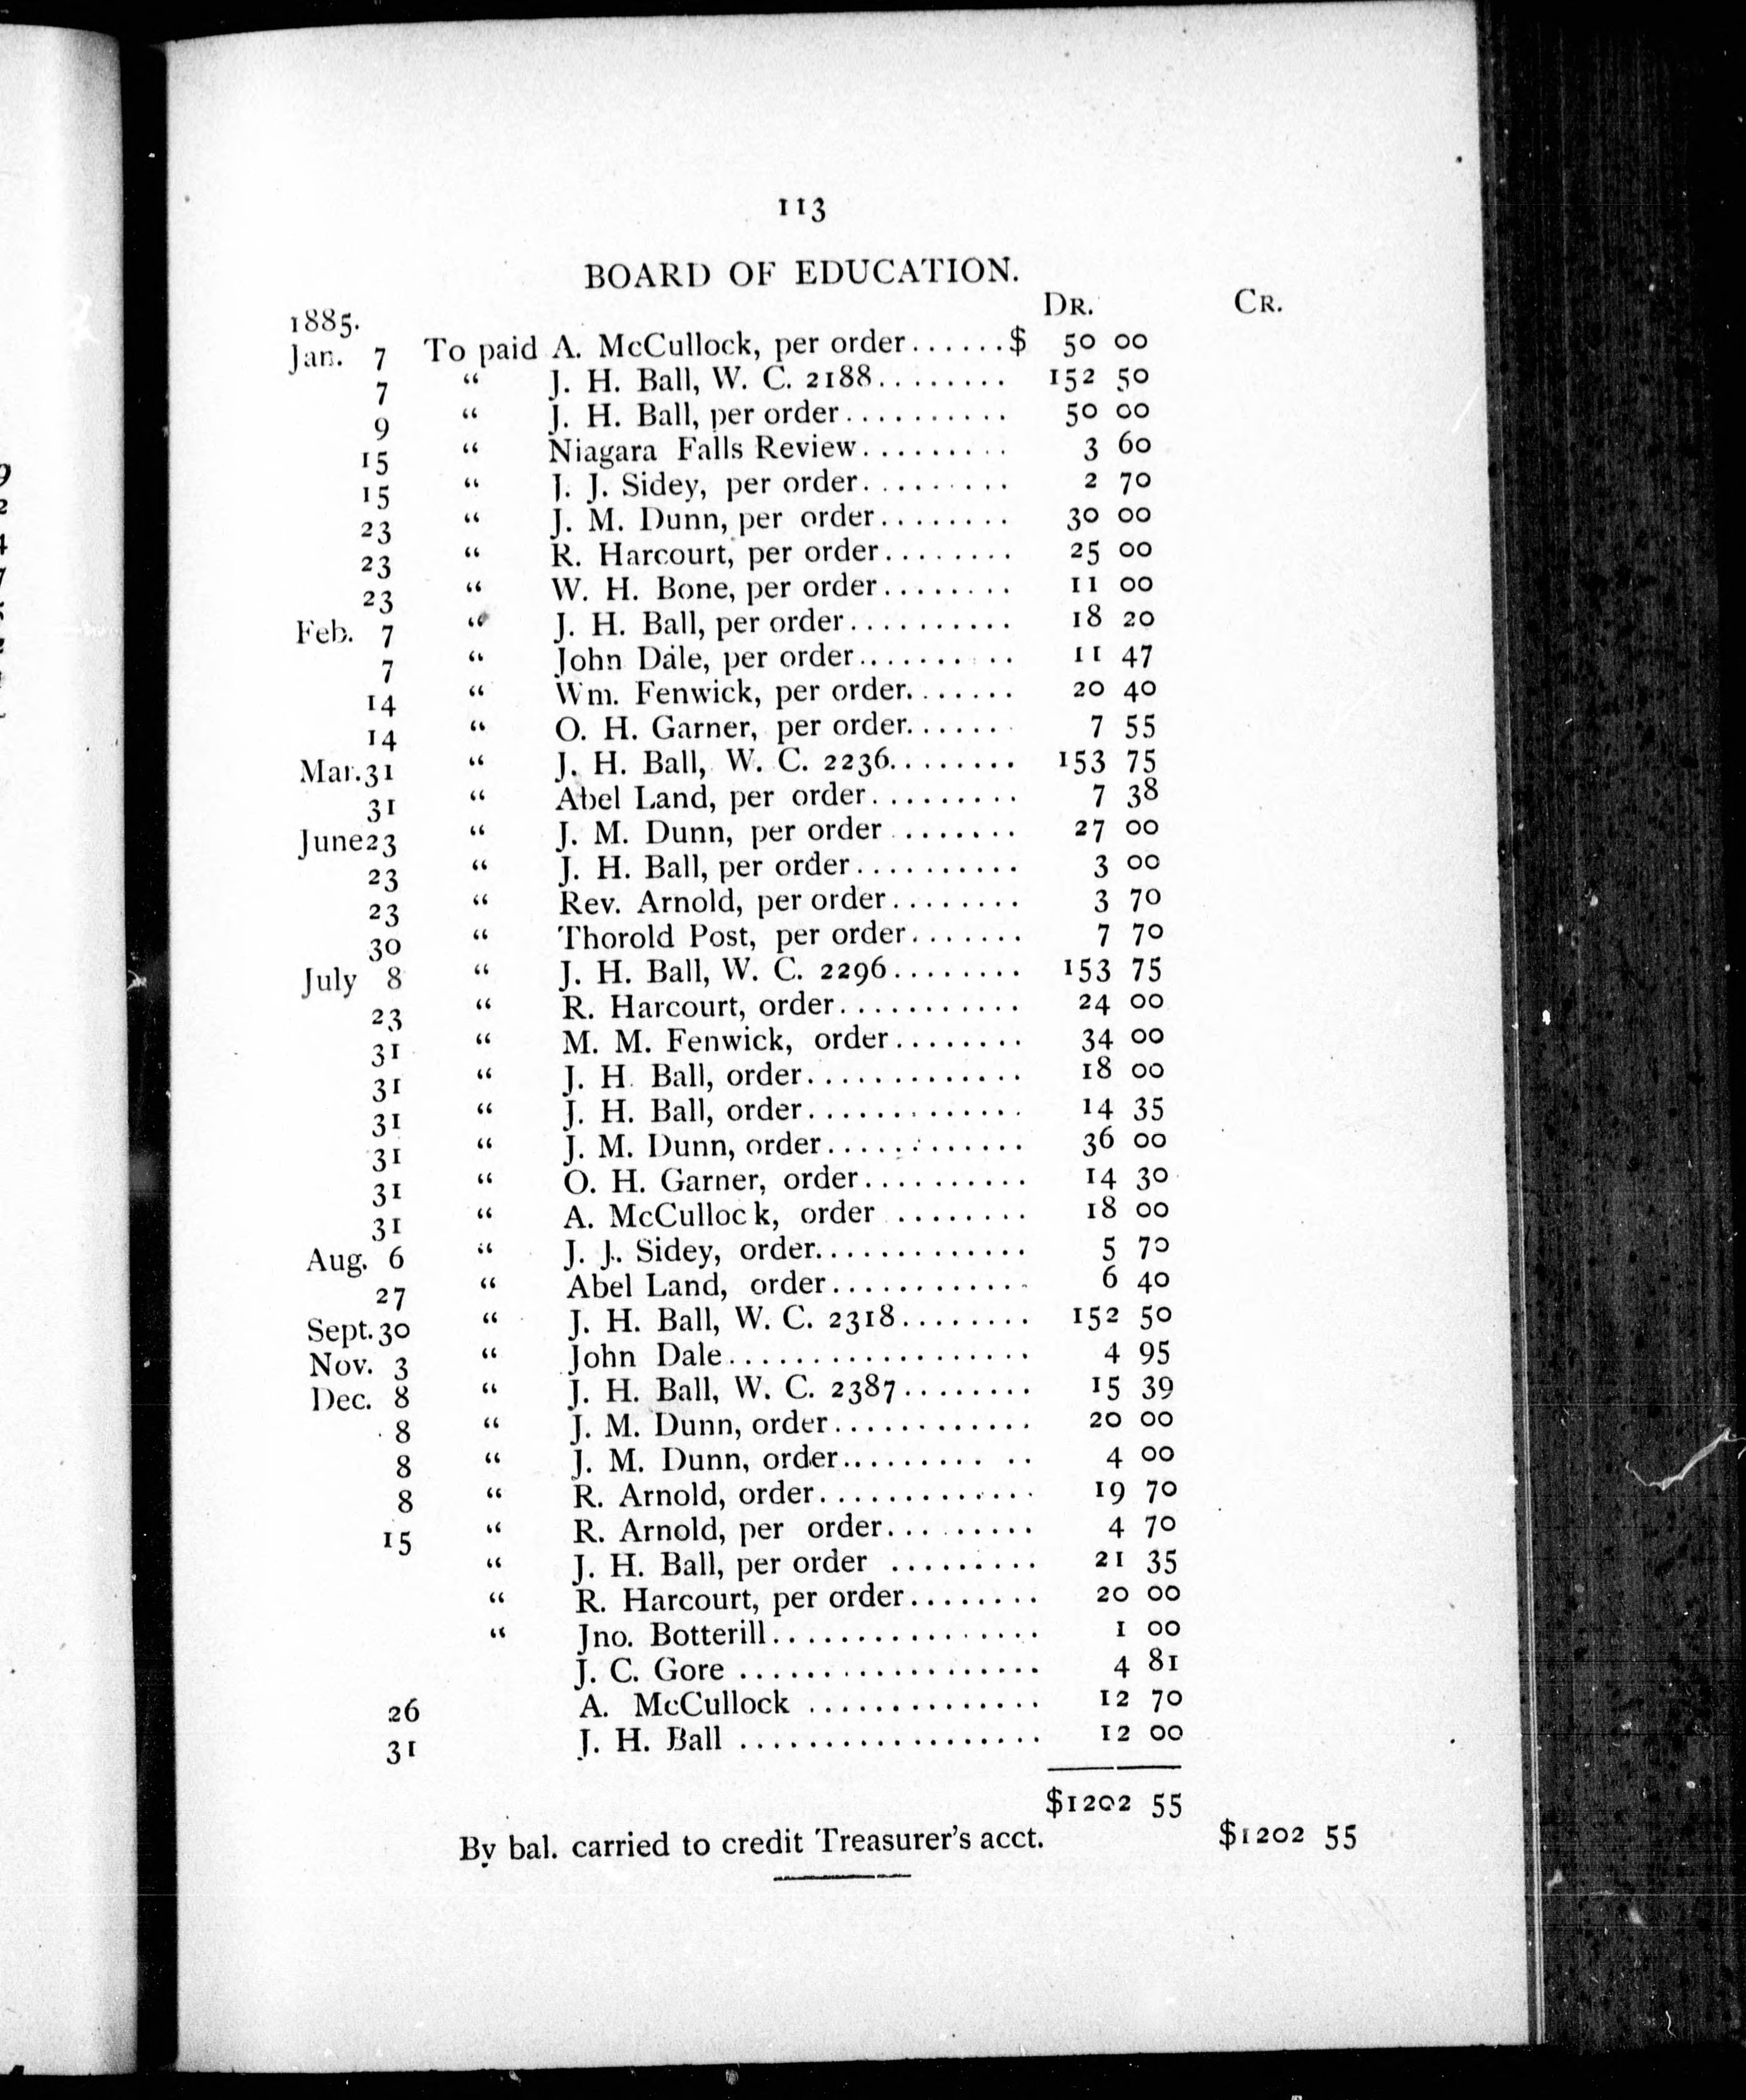 113
BOARD OF EDUCATION.
DR. CR.
1885.
Jan. 7 To paid A. McCullock, per order......$ 50 00
7 “ J. H. Ball, W. C. 2188........ 152 50
9 “ J. H. Ball, per order.......... 50 00
15 “ Niagara Falls Review......... 3 60
15 “ J. J. Sidey, per order......... 2 70
23 “ J. M. Dunn, per order........ 30 00
23 “ R. Harcourt, per order........ 25 00
23 “ W. H. Bone, per order........ 11 00
Feb. 7 “ J. H. Ball, per order.......... 18 20
7 “ John Dale, per order.......... 11 47
14 “ Wm. Fenwick, per order....... 20 40
14 “ O. H. Garner, per order....... 7 55
Mar. 31 “ J. H. Ball, W. C. 2236........ 153 75
31 “ Abel Land, per order......... 7 38
June 23 “ J. M. Dunn, per order ....... 27 00
23 “ J. H. Ball, per order.......... 3 00
23 “ Rev. Arnold, per order........ 3 70
30 “ Thorold Post, per order....... 7 70
July 8 “ J. H. Ball, W. C. 2296........ 153 75
23 “ R. Harcourt, order........... 24 00
31 “ M. M. Fenwick, order........ 34 00
31 “ J. H. Ball, order............. 18 00
31 “ J. H. Ball, order............. 14 35
31 “ J. M. Dunn, order............ 36 00
31 “ O. H. Garner, order.......... 14 30
31 “ A. McCullock, order ........ 18 00
Aug. 6 “ J. J. Sidey, order............. 5 70
27 “ Abel Land, order............ 6 40
Sept. 30 “ J. H. Ball, W. C. 2318........ 152 50
Nov. 3 “ John Dale.................. 4 95
Dec. 8 “ J. H. Ball, W. C. 2387........ 15 39
8 “ J. M. Dunn, order............ 20 00
8 “ J. M. Dunn, order......... .. 4 00
8 “ R. Arnold, order............. 19 70
15 “ R. Arnold, per order......... 4 70
“ J. H. Ball, per order ......... 21 35
“ R. Harcourt, per order........ 20 00
“ Jno. Botterill................ 1 00
J. C. Gore .................. 4 81
26 A. McCullock .............. 12 70
31 J. H. Ball .................. 12 00
$1202 55
By bal. carried to credit Treasurer's acct. $1202 55